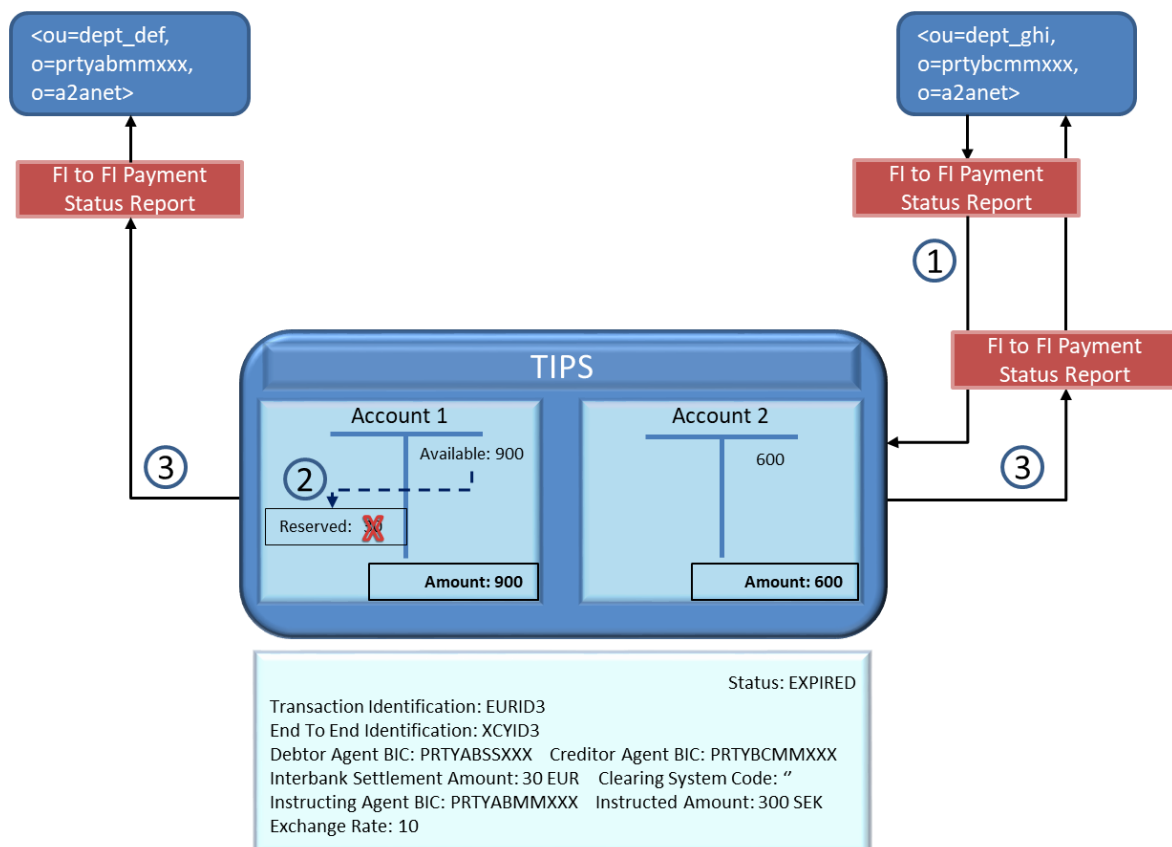 <ou=dept_def,
o=prtyabmmxxx,
o=a2anet>
<ou=dept_ghi,
o=prtybcmmxxx,
o=a2anet>
FI to FI Payment
Status Report
FI to FI Payment
Status Report
1
FI to FI Payment
Status Report
TIPS
Account 1
Available: 900
2
Reserved:
Amount: 900
Account 2
600
Amount: 600
3
3
Status: EXPIRED
Transaction Identification: EURID3
End To End Identification: XCYID3
Debtor Agent BIC: PRTYABSSXXX Creditor Agent BIC: PRTYBCMMXXX
Interbank Settlement Amount: 30 EUR Clearing System Code: ‘’
Instructing Agent BIC: PRTYABMMXXX Instructed Amount: 300 SEK
Exchange Rate: 10